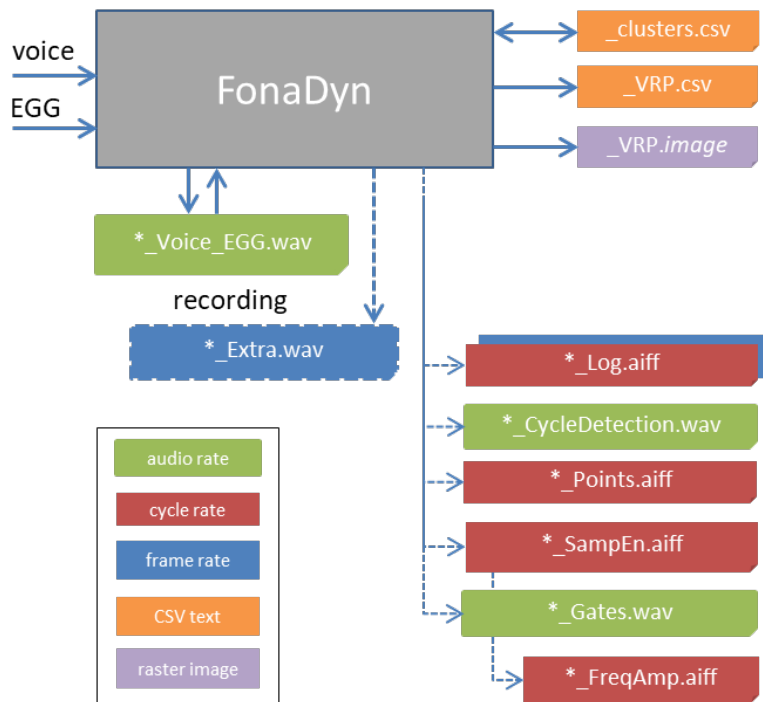 voice
EGG
FonaDyn
_clusters.csv
_VRP.csv
_VRP.image
*_Voice_EGG.wav
recording
*_Extra.wav
*_Log.aiff
*_CycleDetection.wav
*_Points.aiff
*_SampEn.aiff
*_Gates.wav
*_FreqAmp.aiff
audio rate
cycle rate
frame rate
CSV text
raster image